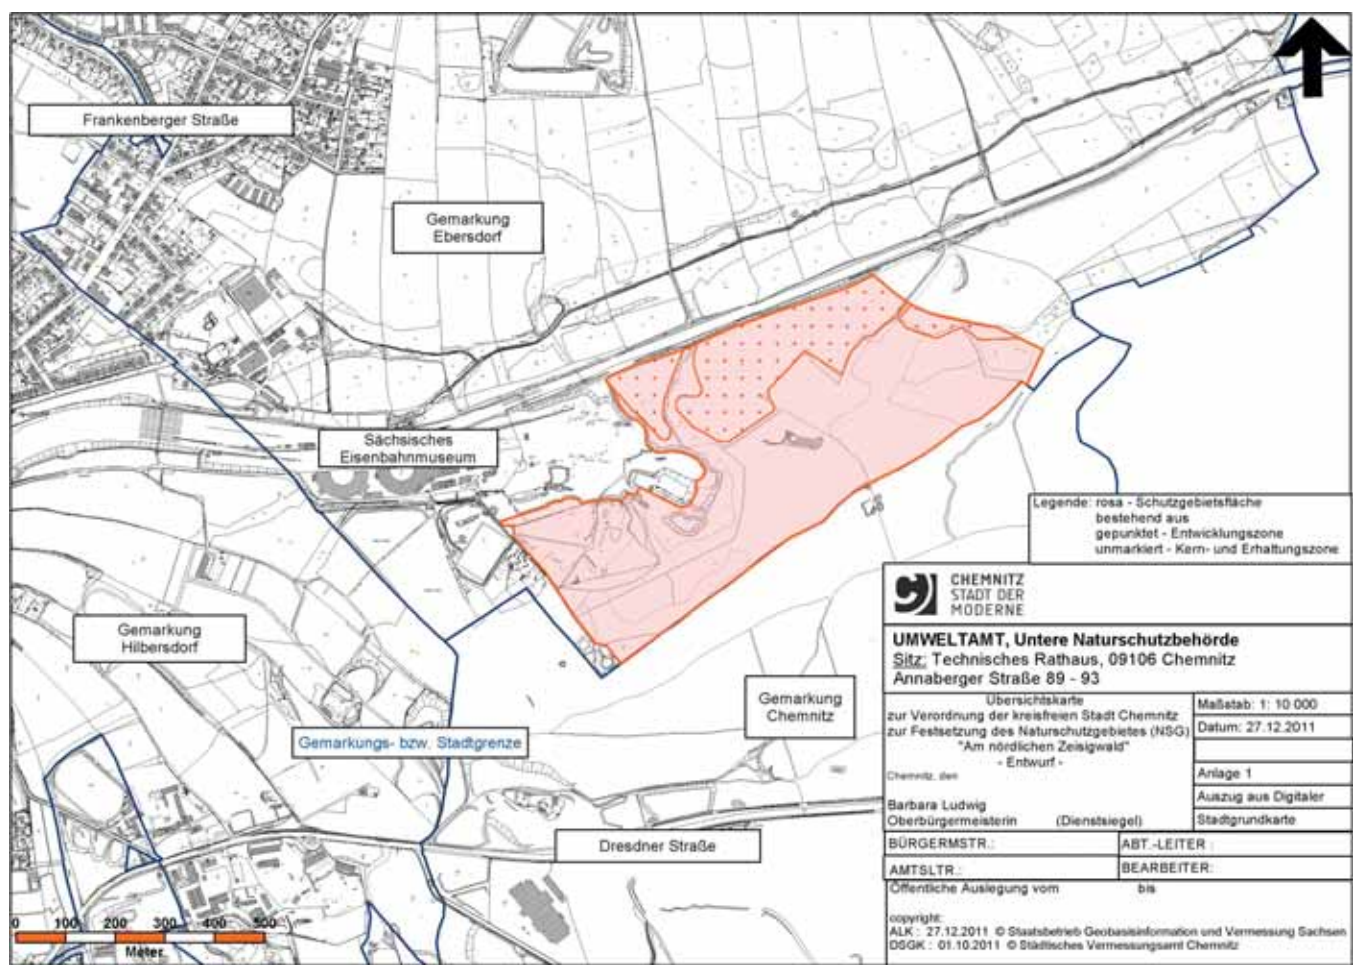 Frankenberger Straße
Gemarkung
Ebersdorf
Sächsisches
Eisenbahnmuseum
Gemarkung
Hilbersdorf
Gemarkungs- bzw. Stadtgrenze
Gemarkung
Chemnitz
Dresdner Straße
0 100 200 300 400 500
Meter
Legende: rosa - Schutzgebietsfläche
bestehend aus
gepunktet - Entwicklungszone
unmarkiert - Kern- und Erhaltungszone
CHEMNITZ
STADT DER
MODERNE
UMWELTAMT, Untere Naturschutzbehörde
Sitz: Technisches Rathaus, 09106 Chemnitz
Annaberger Straße 89 - 93
Übersichtskarte
zur Verordnung der kreisfreien Stadt Chemnitz
zur Festsetzung des Naturschutzgebietes (NSG)
"Am nördlichen Zeisigwald"
- Entwurf -
Chemnitz, den
Barbara Ludwig
Oberbürgermeisterin (Dienstsiegel)
Maßstab: 1: 10 000
Datum: 27.12.2011
Anlage 1
Auszug aus Digitaler
Stadtgrundkarte
BÜRGERMSTR.: ABT.-LEITER :
AMTSLTR.: BEARBEITER:
Öffentliche Auslegung vom bis
copyright:
ALK : 27.12.2011 © Staatsbetrieb Geobasisinformation und Vermessung Sachsen
DSGK : 01.10.2011 © Städtisches Vermessungsamt Chemnitz